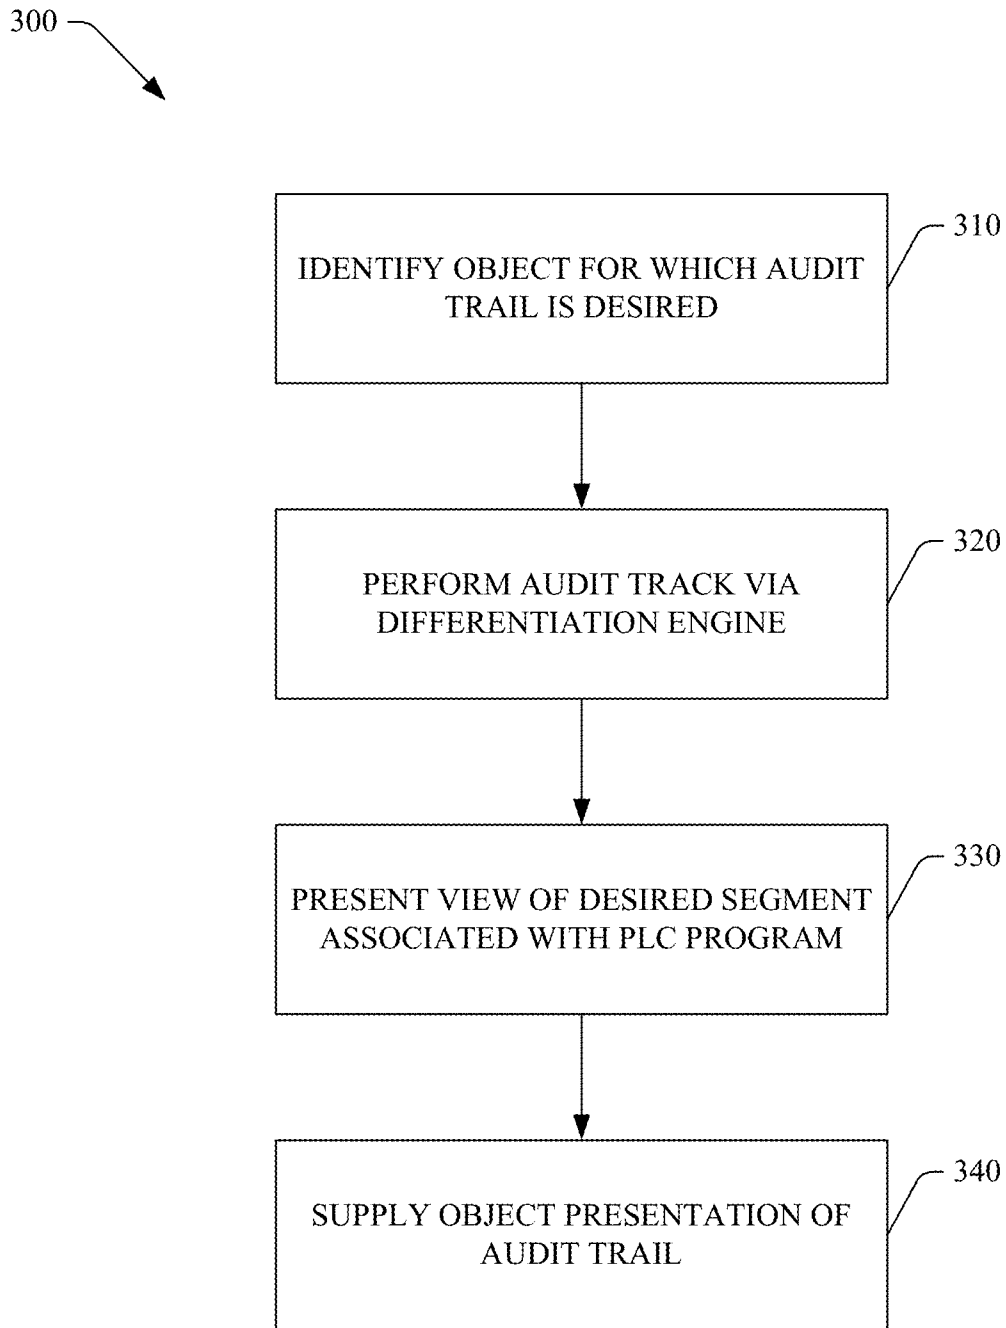 300
310
IDENTIFY OBJECT FOR WHICH AUDIT
TRAIL IS DESIRED
320
PERFORM AUDIT TRACK VIA
DIFFERENTIATION ENGINE
330
PRESENT VIEW OF DESIRED SEGMENT
ASSOCIATED WITH PLC PROGRAM
340
SUPPLY OBJECT PRESENTATION OF
AUDIT TRAIL